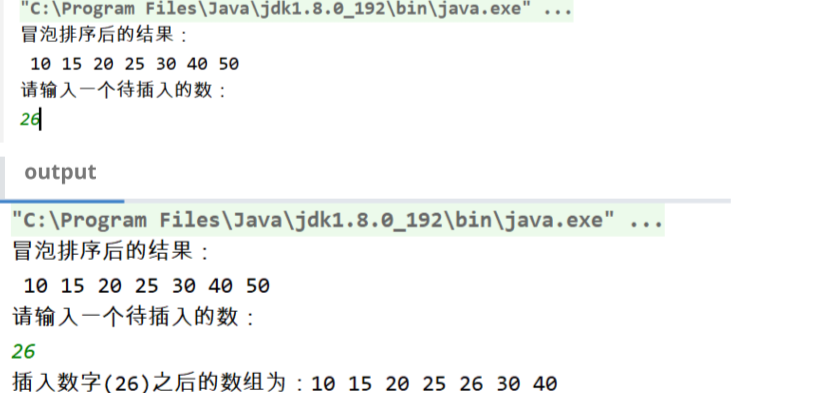 "C:\Program Files\Java\jdk1.8.0_192\bin\java.exe" ...
冒泡排序后的结果：
10 15 20 25 30 40 50
请输入一个待插入的数：
26
output
"C:\Program Files\Java\jdk1.8.0_192\bin\java.exe" ...
冒泡排序后的结果：
10 15 20 25 30 40 50
请输入一个待插入的数：
26
插入数字(26)之后的数组为：10 15 20 25 26 30 40